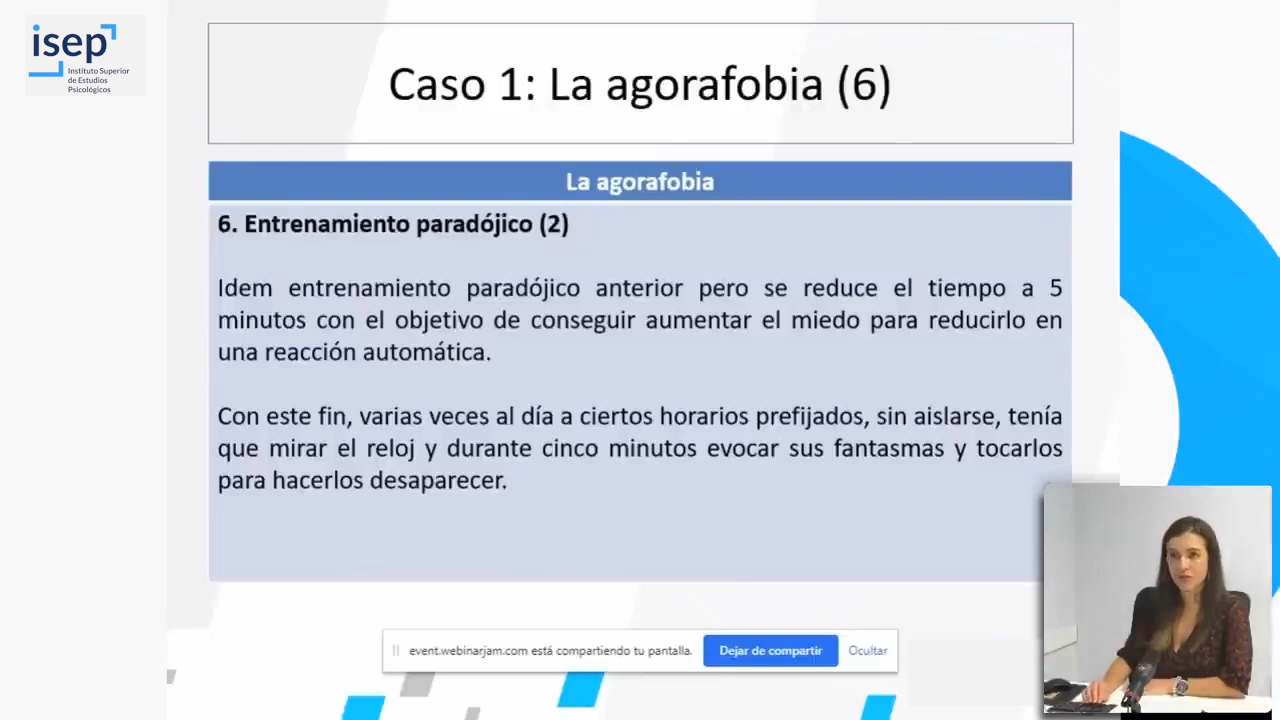 isep
Instituto Superior
de Estudios
Psicológicos
Caso 1: La agorafobia (6)
La agorafobia
6. Entrenamiento paradójico (2)
Idem entrenamiento paradójico anterior pero se reduce el tiempo a 5
minutos con el objetivo de conseguir aumentar el miedo para reducirlo en
una reacción automática.
Con este fin, varias veces al día a ciertos horarios prefijados, sin aislarse, tenía
que mirar el reloj y durante cinco minutos evocar sus fantasmas y tocarlos
para hacerlos desaparecer.
event.webinarjam.com está compartiendo tu pantalla. Dejar de compartir Ocultar